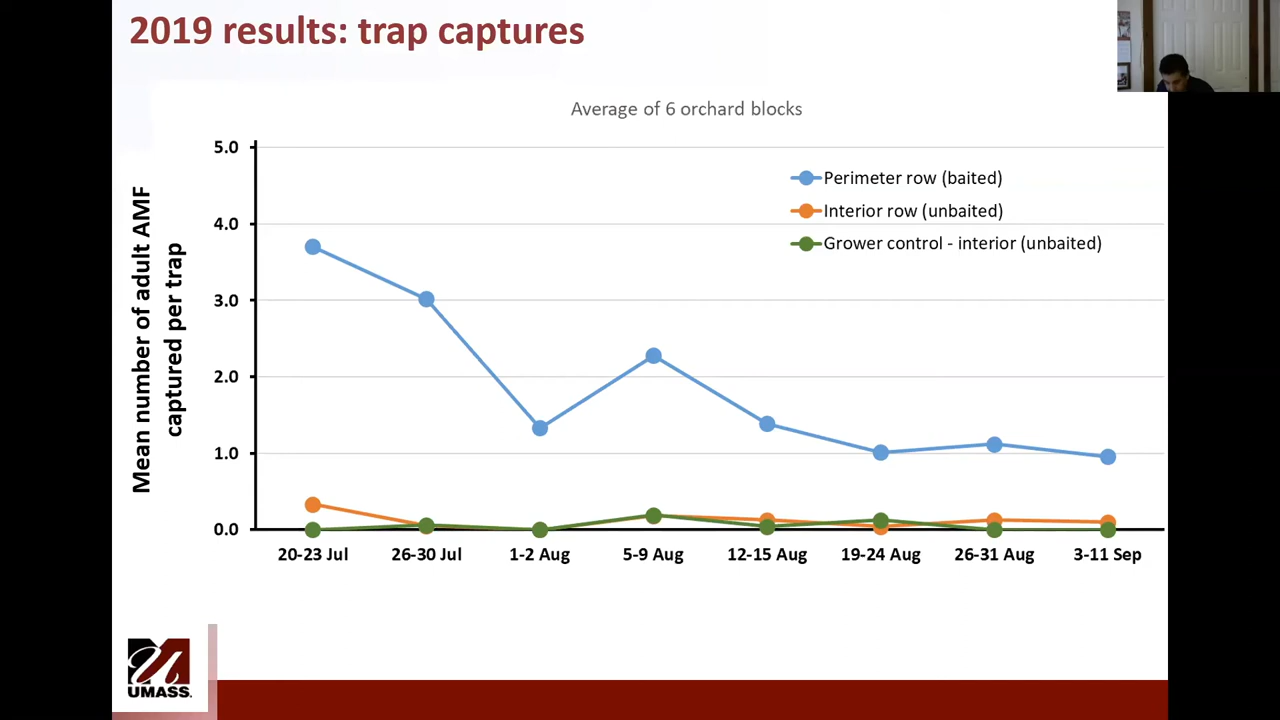 2019 results: trap captures
Average of 6 orchard blocks
Mean number of adult AMF
captured per trap
5.0
4.0
3.0
2.0
1.0
0.0
Perimeter row (baited)
Interior row (unbaited)
Grower control - interior (unbaited)
20-23 Jul
26-30 Jul
1-2 Aug
5-9 Aug
12-15 Aug
19-24 Aug
26-31 Aug
3-11 Sep
UMASS.